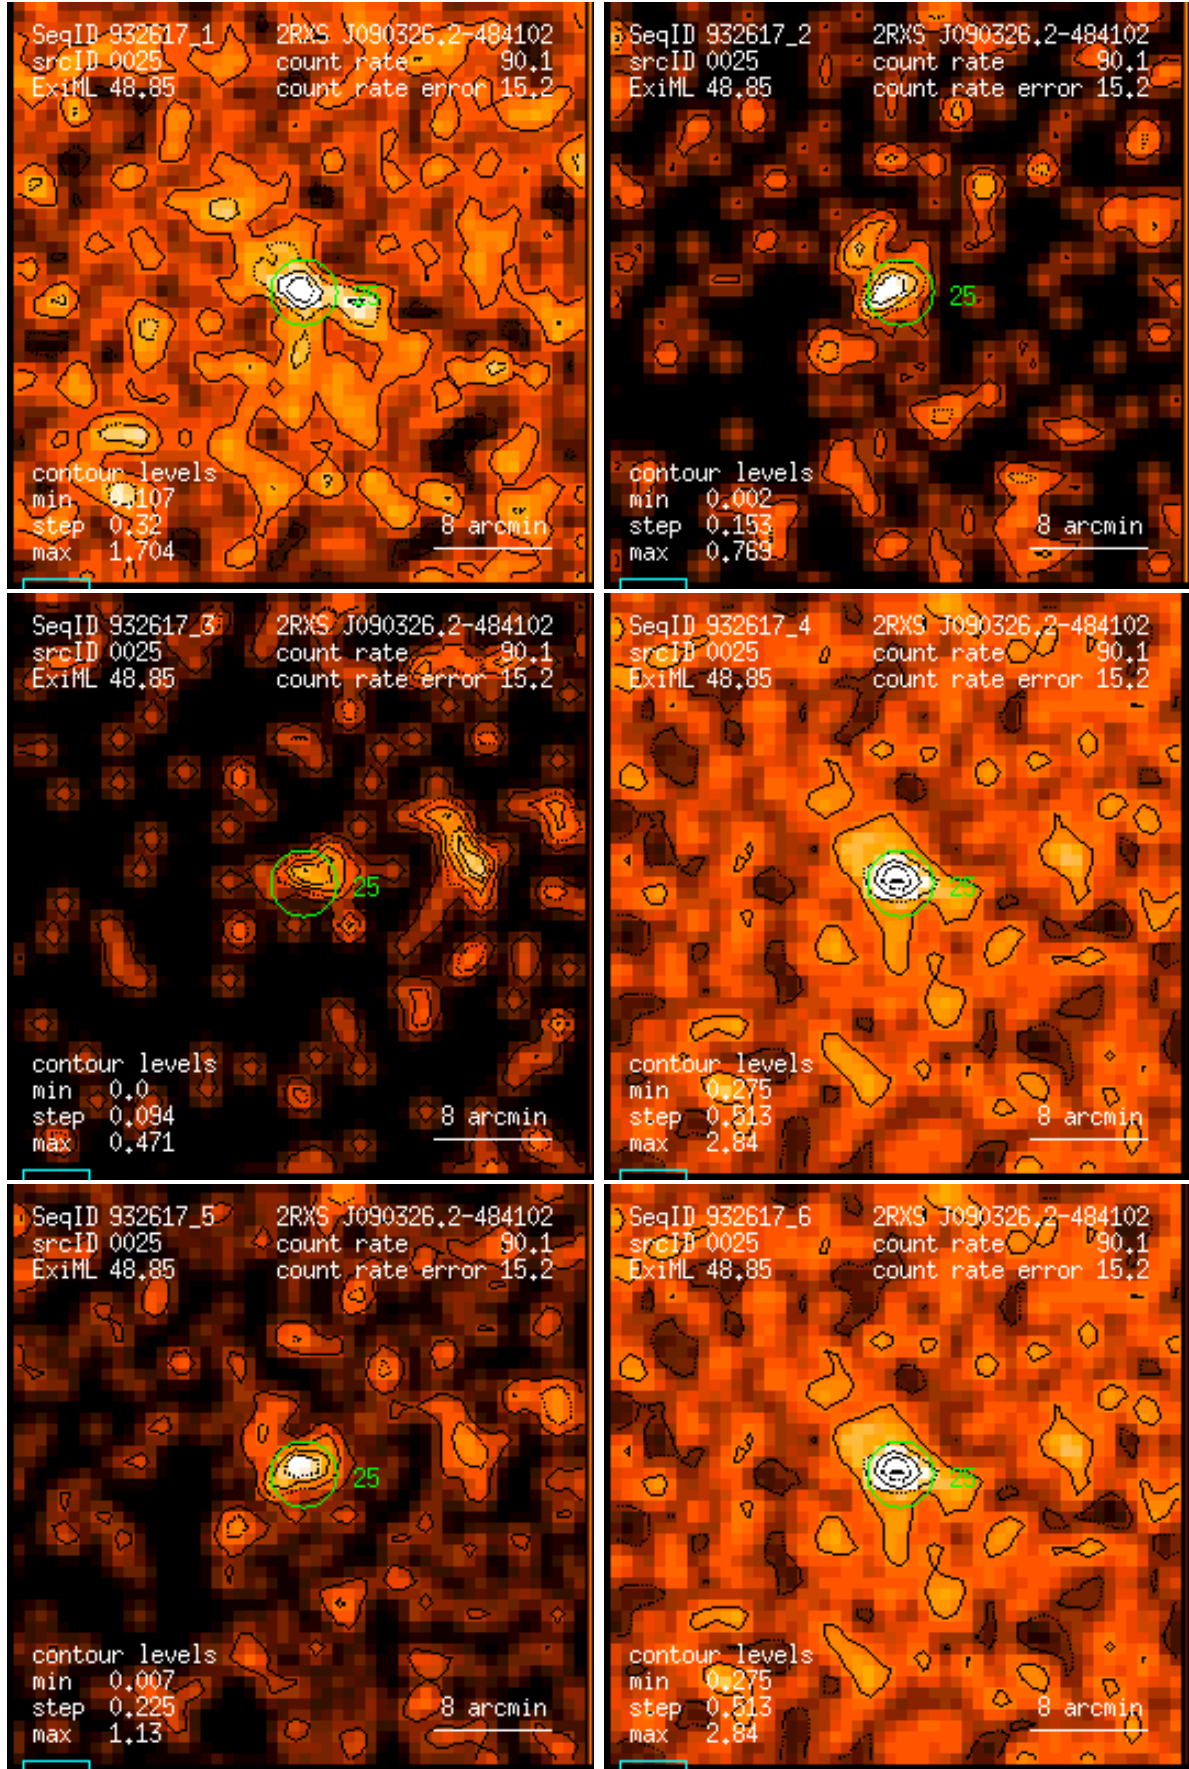 SeqID 932617_1 2RXS J090326.2-484102
srcID 0025 count rate 90.1
ExiML 48.85 count rate error 15.2
25
contour levels
min 0.107
step 0.32
max 1.704
8 arcmin
SeqID 932617_2 2RXS J090326.2-484102
srcID 0025 count rate 90.1
ExiML 48.85 count rate error 15.2
25
contour levels
min 0.002
step 0.153
max 0.769
8 arcmin
SeqID 932617_3 2RXS J090326.2-484102
srcID 0025 count rate 90.1
ExiML 48.85 count rate error 15.2
25
contour levels
min 0.0
step 0.094
max 0.471
8 arcmin
SeqID 932617_4 2RXS J090326.2-484102
srcID 0025 count rate 90.1
ExiML 48.85 count rate error 15.2
25
contour levels
min 0.275
step 0.513
max 2.84
8 arcmin
SeqID 932617_5 2RXS J090326.2-484102
srcID 0025 count rate 90.1
ExiML 48.85 count rate error 15.2
25
contour levels
min 0.007
step 0.225
max 1.13
8 arcmin
SeqID 932617_6 2RXS J090326.2-484102
srcID 0025 count rate 90.1
ExiML 48.85 count rate error 15.2
25
contour levels
min 0.275
step 0.513
max 2.84
8 arcmin